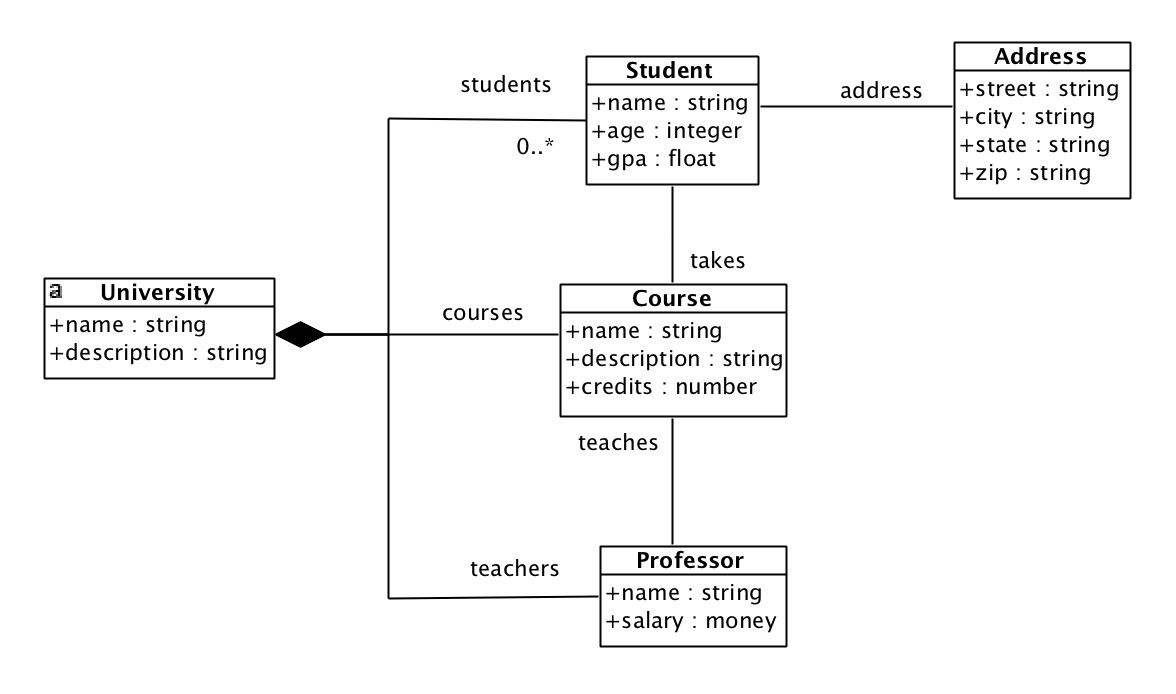 students
0..*
Student
+name : string
+age : integer
+gpa : float
address
Address
+street : string
+city : string
+state : string
+zip : string
takes
a
University
+name : string
+description : string
courses
Course
+name : string
+description : string
+credits : number
teaches
teachers
Professor
+name : string
+salary : money